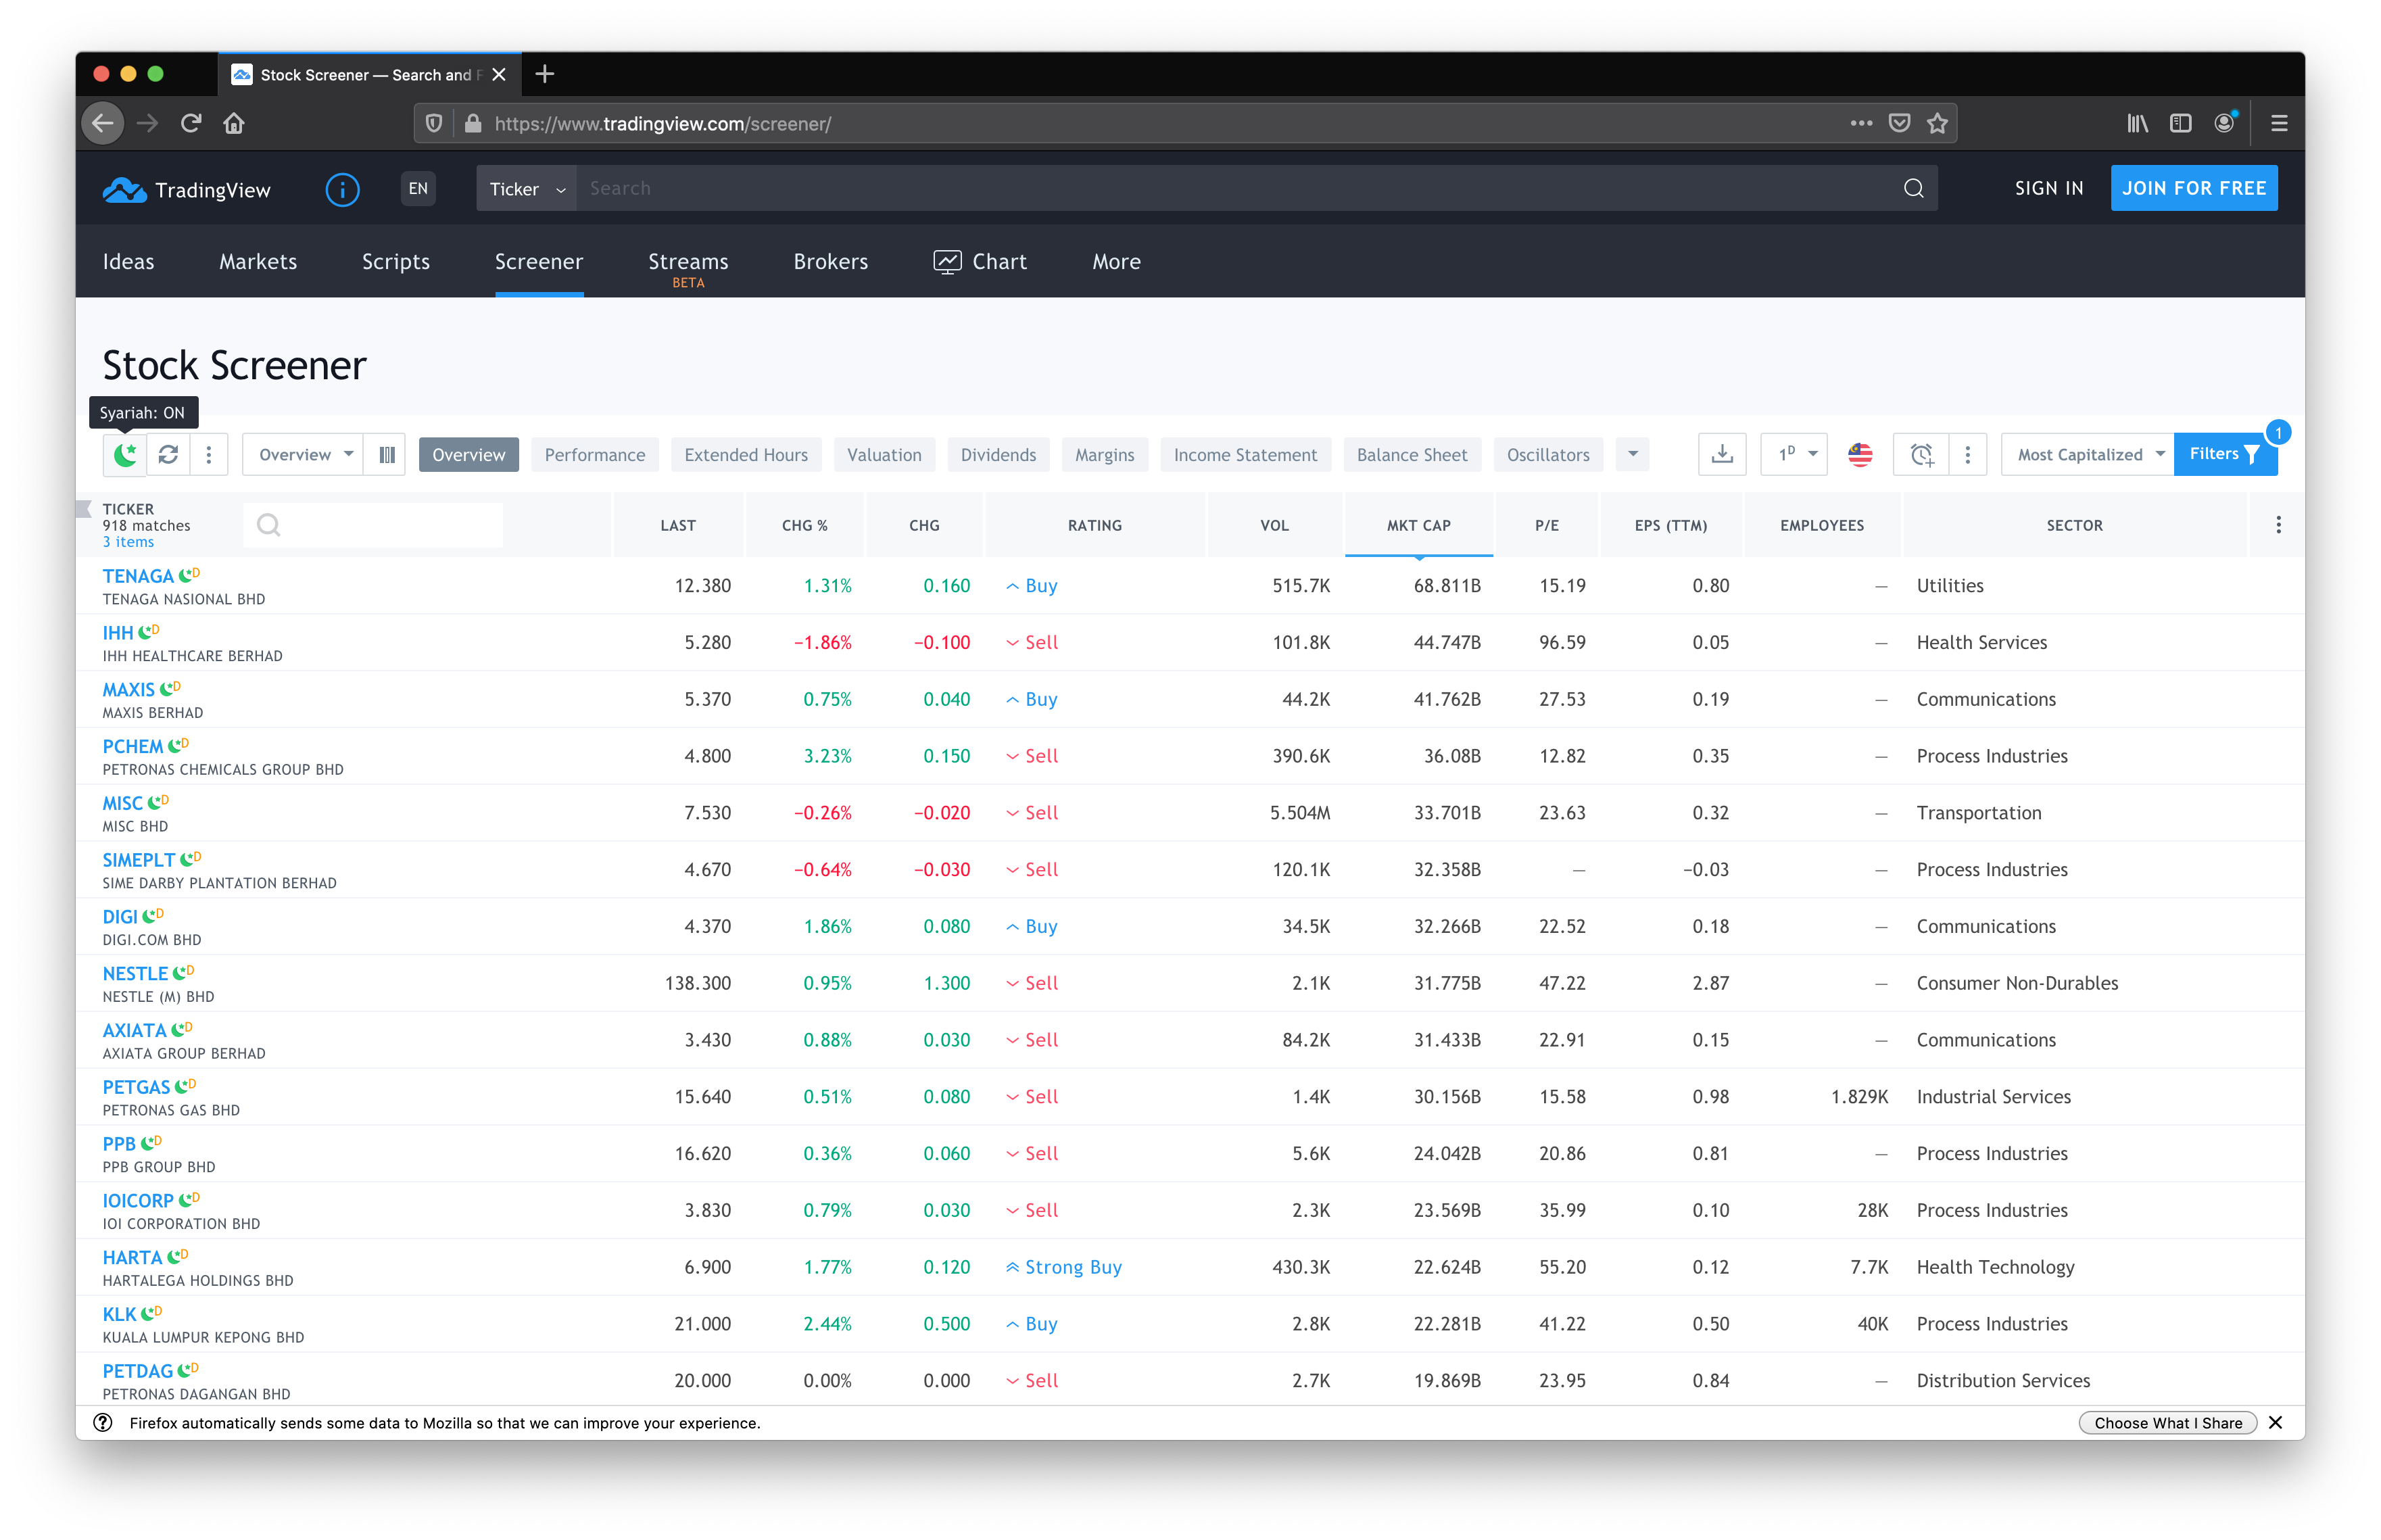 Stock Screener — Search and F
https://www.tradingview.com/screener/
TradingView
EN
Ticker
Search
SIGN IN
JOIN FOR FREE
Ideas
Markets
Scripts
Screener
Streams
BETA
Brokers
Chart
More
Stock Screener
Syariah: ON
Overview
Overview
Performance
Extended Hours
Valuation
Dividends
Margins
Income Statement
Balance Sheet
Oscillators
1D
Most Capitalized
Filters
1
TICKER
918 matches
3 items
LAST CHG % CHG RATING VOL MKT CAP P/E EPS (TTM) EMPLOYEES SECTOR
TENAGA D
TENAGA NASIONAL BHD
12.380 1.31% 0.160 Buy 515.7K 68.811B 15.19 0.80 — Utilities
IHH D
IHH HEALTHCARE BERHAD
5.280 −1.86% −0.100 Sell 101.8K 44.747B 96.59 0.05 — Health Services
MAXIS D
MAXIS BERHAD
5.370 0.75% 0.040 Buy 44.2K 41.762B 27.53 0.19 — Communications
PCHEM D
PETRONAS CHEMICALS GROUP BHD
4.800 3.23% 0.150 Sell 390.6K 36.08B 12.82 0.35 — Process Industries
MISC D
MISC BHD
7.530 −0.26% −0.020 Sell 5.504M 33.701B 23.63 0.32 — Transportation
SIMEPLT D
SIME DARBY PLANTATION BERHAD
4.670 −0.64% −0.030 Sell 120.1K 32.358B — −0.03 — Process Industries
DIGI D
DIGI.COM BHD
4.370 1.86% 0.080 Buy 34.5K 32.266B 22.52 0.18 — Communications
NESTLE D
NESTLE (M) BHD
138.300 0.95% 1.300 Sell 2.1K 31.775B 47.22 2.87 — Consumer Non-Durables
AXIATA D
AXIATA GROUP BERHAD
3.430 0.88% 0.030 Sell 84.2K 31.433B 22.91 0.15 — Communications
PETGAS D
PETRONAS GAS BHD
15.640 0.51% 0.080 Sell 1.4K 30.156B 15.58 0.98 1.829K Industrial Services
PPB D
PPB GROUP BHD
16.620 0.36% 0.060 Sell 5.6K 24.042B 20.86 0.81 — Process Industries
IOICORP D
IOI CORPORATION BHD
3.830 0.79% 0.030 Sell 2.3K 23.569B 35.99 0.10 28K Process Industries
HARTA D
HARTALEGA HOLDINGS BHD
6.900 1.77% 0.120 Strong Buy 430.3K 22.624B 55.20 0.12 7.7K Health Technology
KLK D
KUALA LUMPUR KEPONG BHD
21.000 2.44% 0.500 Buy 2.8K 22.281B 41.22 0.50 40K Process Industries
PETDAG D
PETRONAS DAGANGAN BHD
20.000 0.00% 0.000 Sell 2.7K 19.869B 23.95 0.84 — Distribution Services
Firefox automatically sends some data to Mozilla so that we can improve your experience.
Choose What I Share